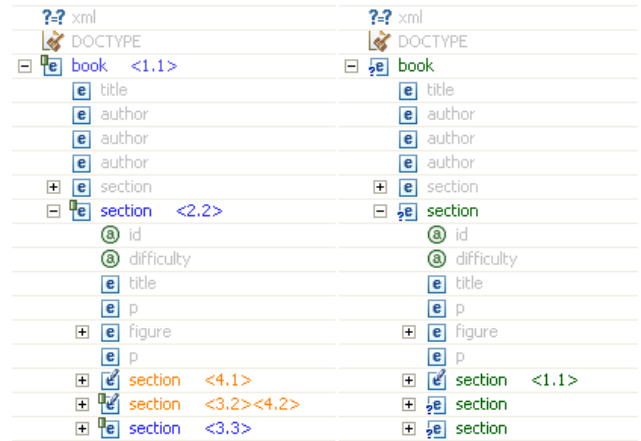 ?=? xml
DOCTYPE
e book <1.1>
e title
e author
e author
e author
e section
e section <2.2>
a id
a difficulty
e title
e p
e figure
e p
e section <4.1>
e section <3.2><4.2>
e section <3.3>
?=? xml
DOCTYPE
?e book
e title
e author
e author
e author
e section
?e section
a id
a difficulty
e title
e p
e figure
e p
e section <1.1>
?e section
?e section